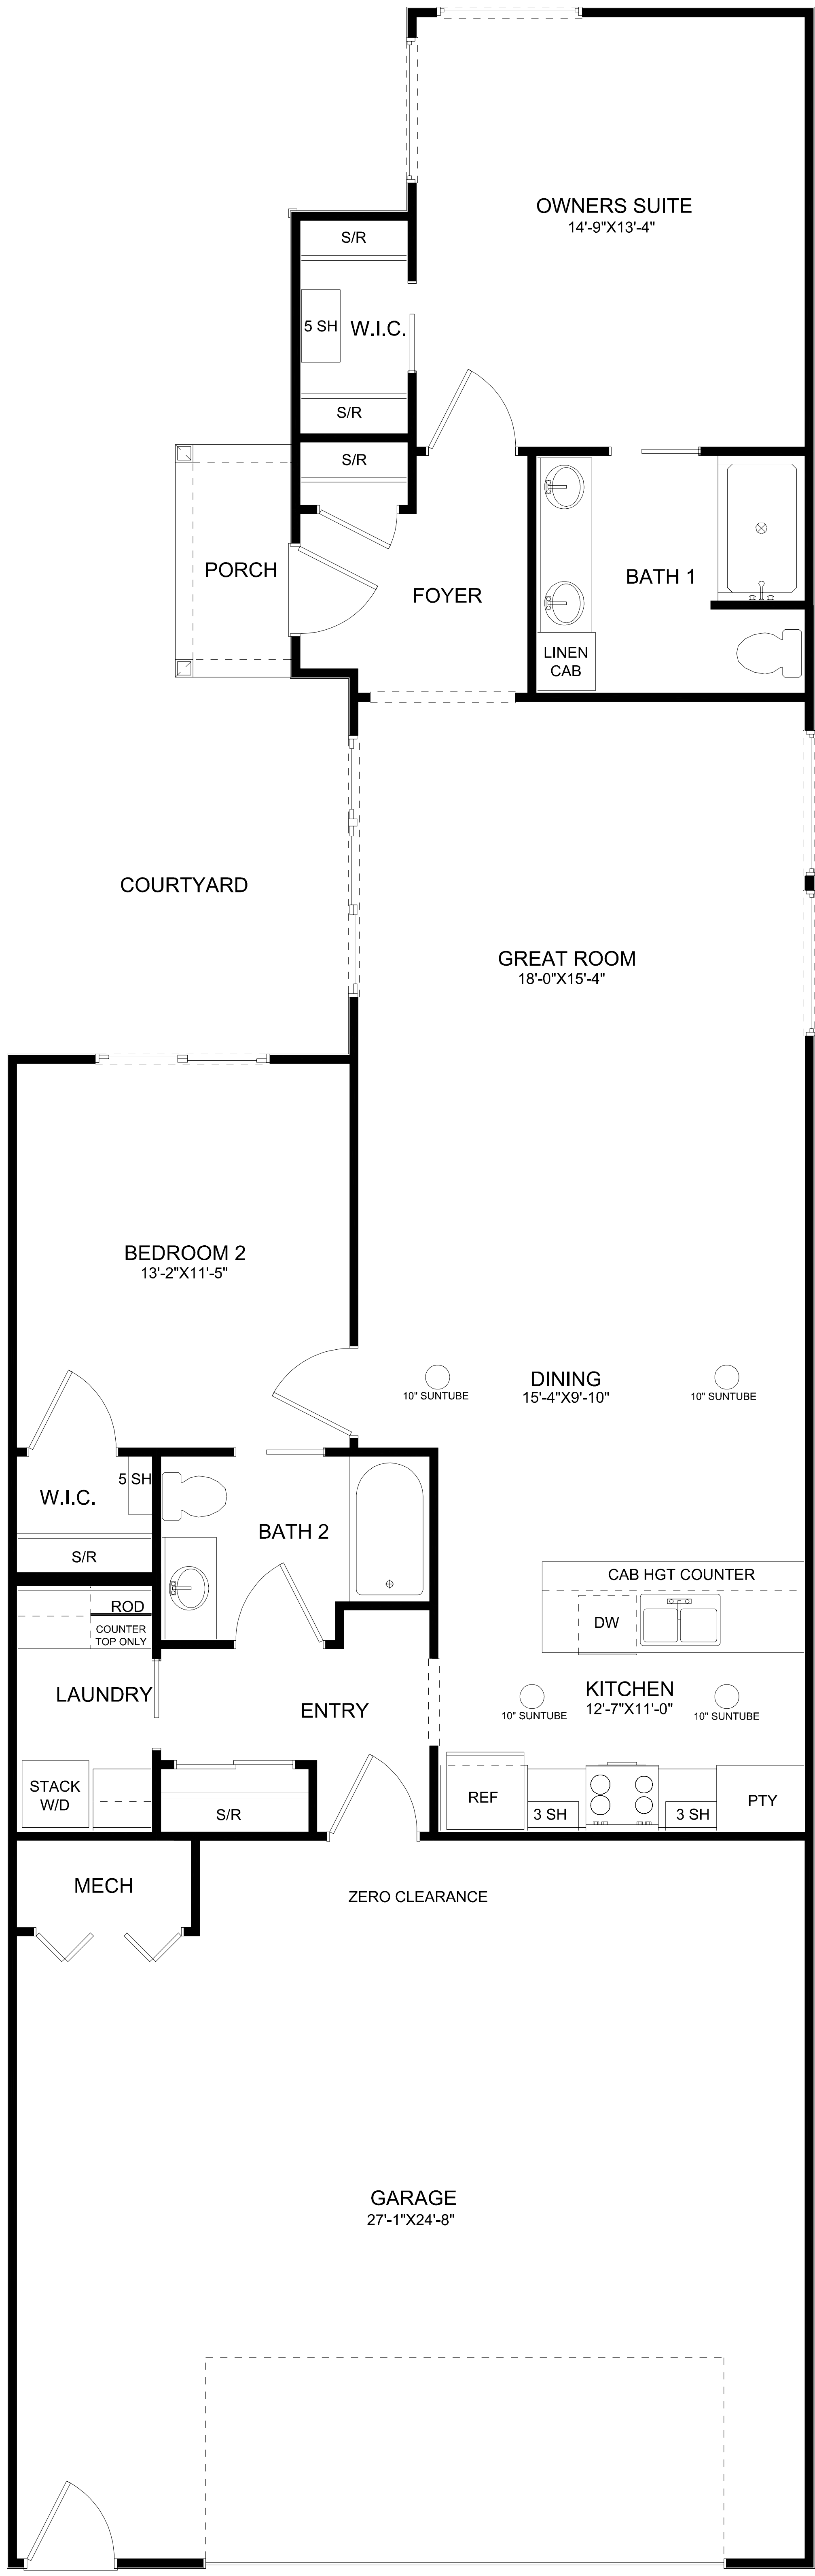 OWNERS SUITE
14'-9"X13'-4"
S/R
5 SH
W.I.C.
S/R
S/R
PORCH
FOYER
BATH 1
LINEN
CAB
COURTYARD
GREAT ROOM
18'-0"X15'-4"
BEDROOM 2
13'-2"X11'-5"
DINING
15'-4"X9'-10"
10" SUNTUBE
10" SUNTUBE
5 SH
W.I.C.
BATH 2
S/R
CAB HGT COUNTER
ROD
COUNTER
TOP ONLY
DW
LAUNDRY
ENTRY
KITCHEN
12'-7"X11'-0"
10" SUNTUBE
10" SUNTUBE
STACK
W/D
S/R
REF
3 SH
3 SH
PTY
MECH
ZERO CLEARANCE
GARAGE
27'-1"X24'-8"